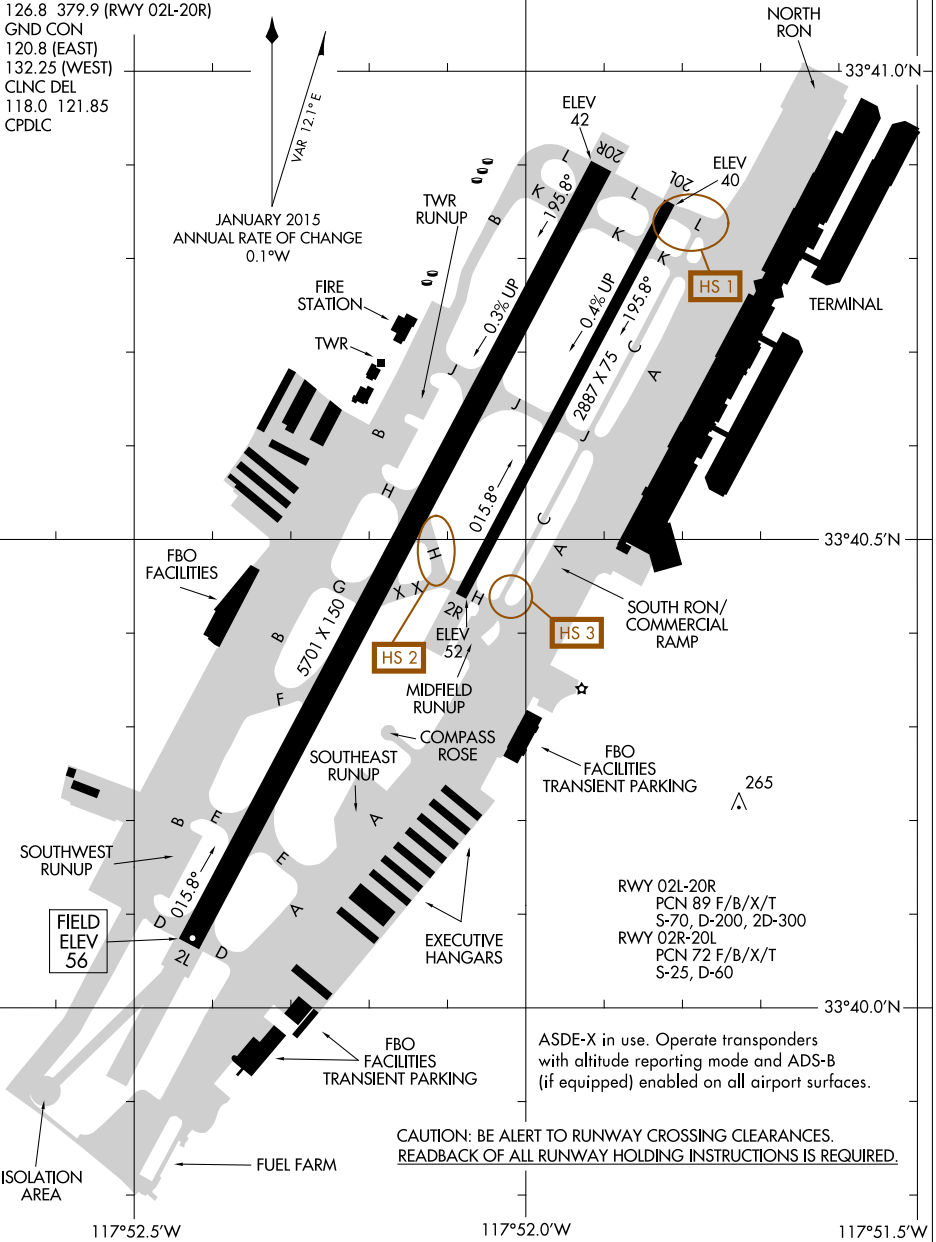 126.8 379.9 (RWY 02L-20R)
GND CON
120.8 (EAST)
132.25 (WEST)
CLNC DEL
118.0 121.85
CPDLC
VAR 12.1° E
JANUARY 2015
ANNUAL RATE OF CHANGE
0.1°W
NORTH
RON
33°41.0'N
ELEV
42
20R
L
ELEV
40
20L
L
L
K
K
K
B
195.8°
195.8°
TWR
RUNUP
HS 1
FIRE
STATION
TWR
TERMINAL
0.3% UP
0.4% UP
2887 X 75
C
A
J
J
J
B
H
015.8°
C
A
H
33°40.5'N
FBO
FACILITIES
G
X X
H
2R
ELEV
52
HS 2
HS 3
SOUTH RON/
COMMERCIAL
RAMP
B
5701 X 150
F
MIDFIELD
RUNUP
COMPASS
ROSE
SOUTHEAST
RUNUP
FBO
FACILITIES
TRANSIENT PARKING
265
A
B
E
E
SOUTHWEST
RUNUP
015.8°
A
D
D
2L
FIELD
ELEV
56
EXECUTIVE
HANGARS
RWY 02L-20R
PCN 89 F/B/X/T
S-70, D-200, 2D-300
RWY 02R-20L
PCN 72 F/B/X/T
S-25, D-60
33°40.0'N
FBO
FACILITIES
TRANSIENT PARKING
ASDE-X in use. Operate transponders
with altitude reporting mode and ADS-B
(if equipped) enabled on all airport surfaces.
CAUTION: BE ALERT TO RUNWAY CROSSING CLEARANCES.
READBACK OF ALL RUNWAY HOLDING INSTRUCTIONS IS REQUIRED.
FUEL FARM
ISOLATION
AREA
117°52.5'W
117°52.0'W
117°51.5'W